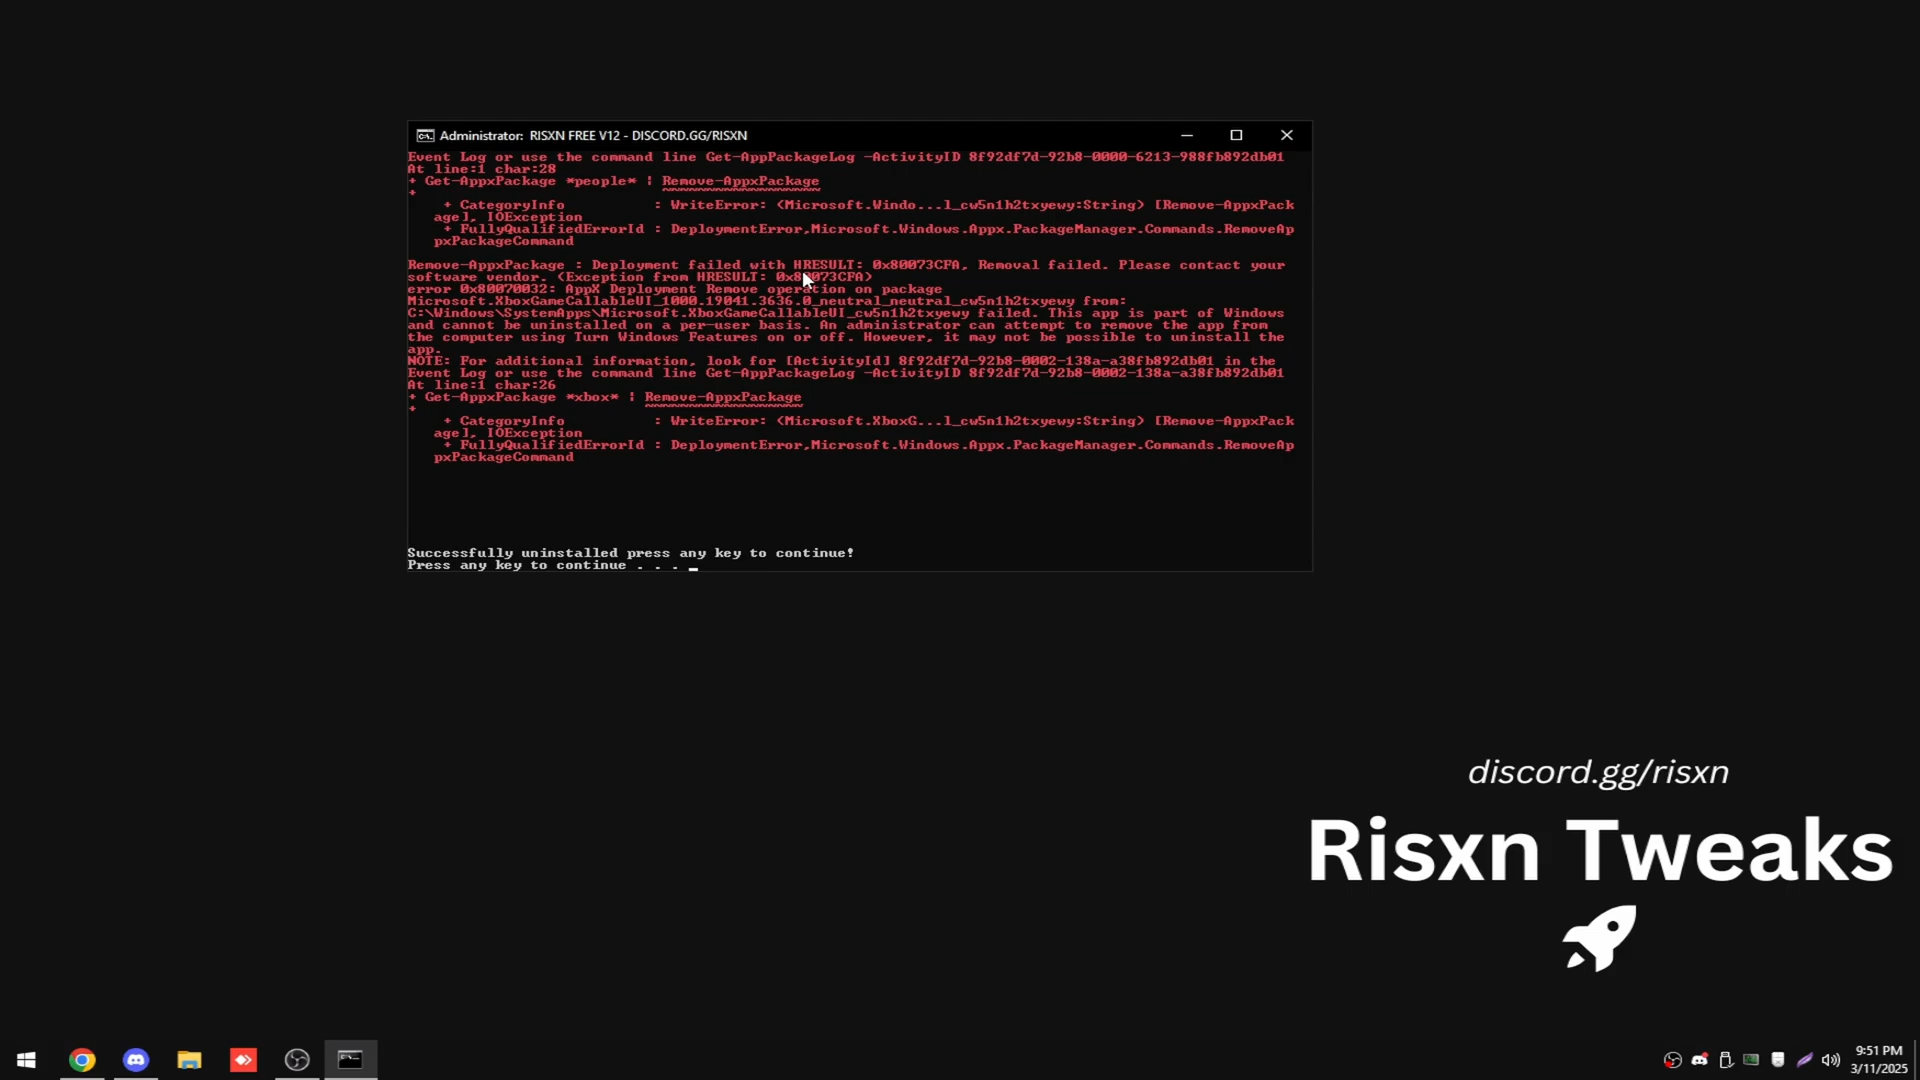 Administrator: RISXN FREE V12 - DISCORD.GG/RISXN
Event Log or use the command line Get-AppPackageLog -ActivityID 8f92df7d-92b8-0000-6213-988fb892db01
At line:1 char:28
+ Get-AppxPackage *people* | Remove-AppxPackage
+                            ~~~~~~~~~~~~~~~~~~
    + CategoryInfo          : WriteError: (Microsoft.Windo...l_cw5n1h2txyewy:String) [Remove-AppxPack
   age], IOException
    + FullyQualifiedErrorId : DeploymentError,Microsoft.Windows.Appx.PackageManager.Commands.RemoveAp
   pxPackageCommand
Remove-AppxPackage : Deployment failed with HRESULT: 0x80073CFA, Removal failed. Please contact your
software vendor. (Exception from HRESULT: 0x80073CFA)
error 0x80070032: AppX Deployment Remove operation on package
Microsoft.XboxGameCallableUI_1000.19041.3636.0_neutral_neutral_cw5n1h2txyewy from:
C:\Windows\SystemApps\Microsoft.XboxGameCallableUI_cw5n1h2txyewy failed. This app is part of Windows
and cannot be uninstalled on a per-user basis. An administrator can attempt to remove the app from
the computer using Turn Windows Features on or off. However, it may not be possible to uninstall the
app.
NOTE: For additional information, look for [ActivityId] 8f92df7d-92b8-0002-138a-a38fb892db01 in the
Event Log or use the command line Get-AppPackageLog -ActivityID 8f92df7d-92b8-0002-138a-a38fb892db01
At line:1 char:26
+ Get-AppxPackage *xbox* | Remove-AppxPackage
+                          ~~~~~~~~~~~~~~~~~~
    + CategoryInfo          : WriteError: (Microsoft.XboxG...l_cw5n1h2txyewy:String) [Remove-AppxPack
   age], IOException
    + FullyQualifiedErrorId : DeploymentError,Microsoft.Windows.Appx.PackageManager.Commands.RemoveAp
   pxPackageCommand
Successfully uninstalled press any key to continue!
Press any key to continue . . . _
discord.gg/risxn
Risxn Tweaks
9:51 PM
3/11/2025